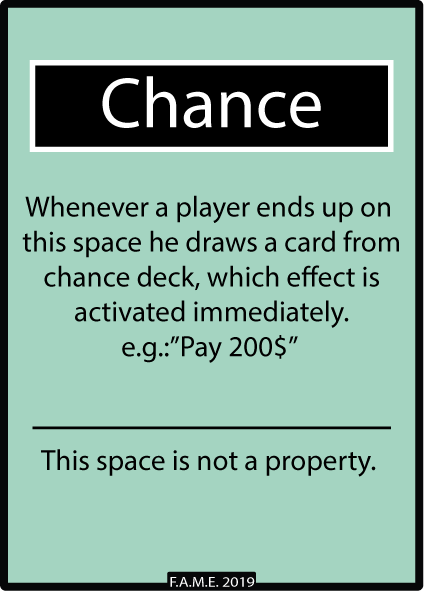 Chance
Whenever a player ends up on
this space he draws a card from
chance deck, which effect is
activated immediately.
e.g.:”Pay 200$”
This space is not a property.
F.A.M.E. 2019